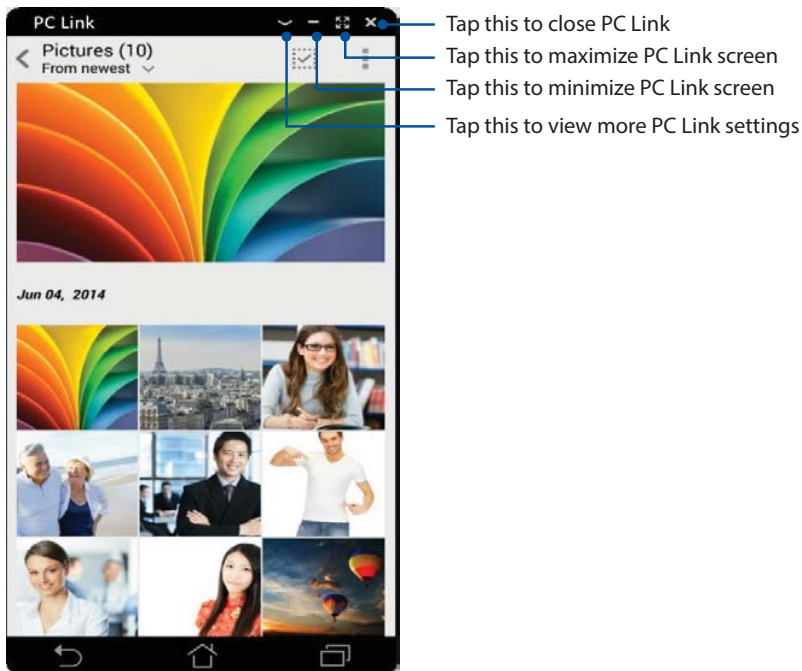 PC Link
Pictures (10)
From newest
Jun 04, 2014
Tap this to close PC Link
Tap this to maximize PC Link screen
Tap this to minimize PC Link screen
Tap this to view more PC Link settings